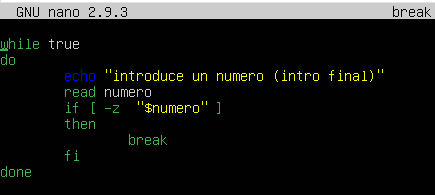 GNU nano 2.9.3 break
while true
do
echo "introduce un numero (intro final)"
read numero
if [ -z "$numero" ]
then
break
fi
done